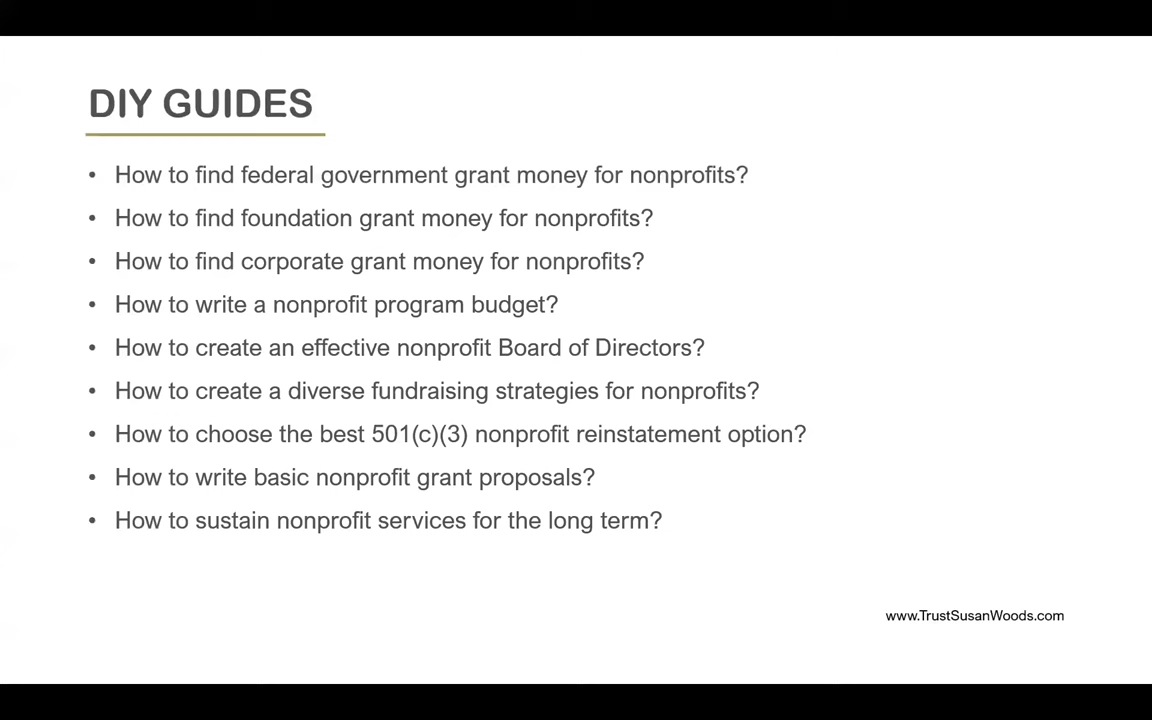 DIY GUIDES
• How to find federal government grant money for nonprofits?
• How to find foundation grant money for nonprofits?
• How to find corporate grant money for nonprofits?
• How to write a nonprofit program budget?
• How to create an effective nonprofit Board of Directors?
• How to create a diverse fundraising strategies for nonprofits?
• How to choose the best 501(c)(3) nonprofit reinstatement option?
• How to write basic nonprofit grant proposals?
• How to sustain nonprofit services for the long term?
www.TrustSusanWoods.com